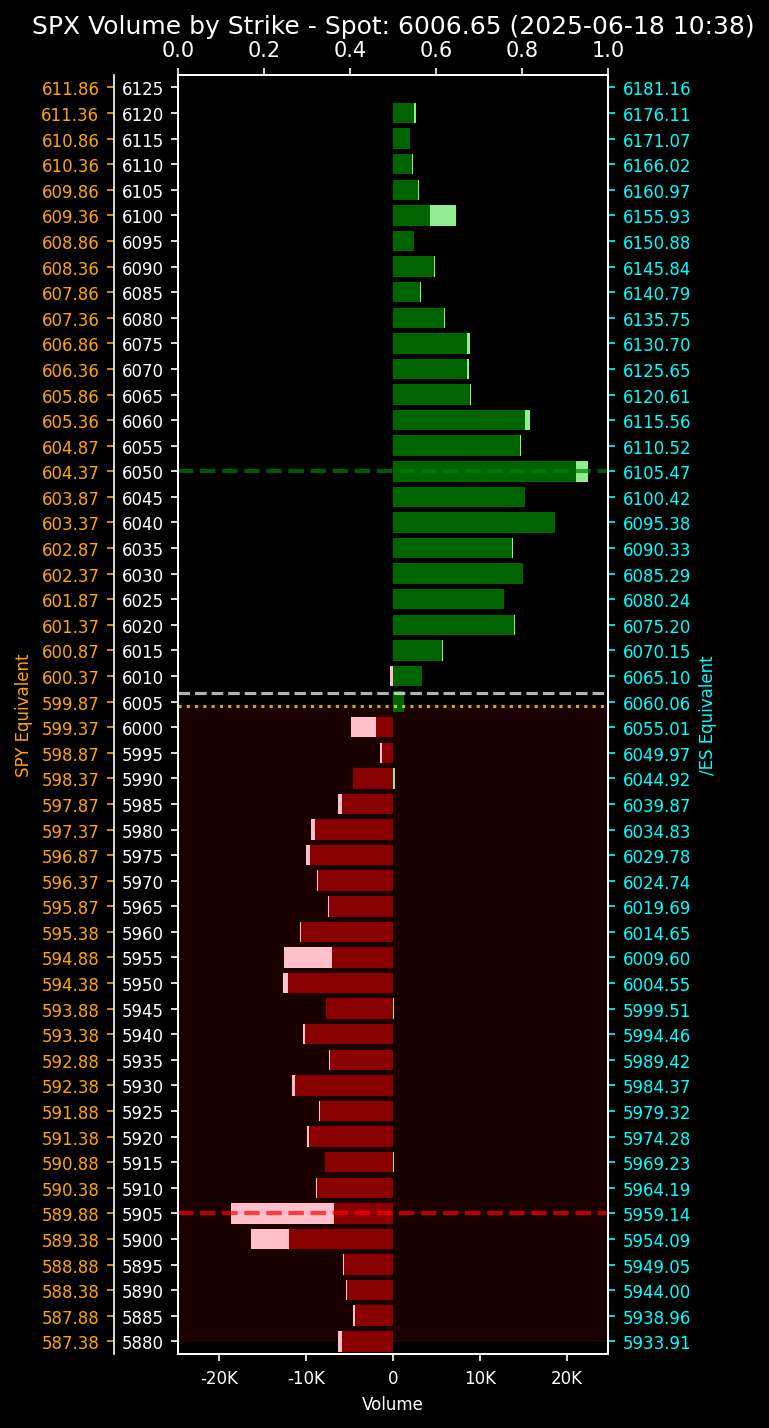 SPX Volume by Strike - Spot: 6006.65 (2025-06-18 10:38)
0.0 0.2 0.4 0.6 0.8 1.0
611.86 6125 6181.16
611.36 6120 6176.11
610.86 6115 6171.07
610.36 6110 6166.02
609.86 6105 6160.97
609.36 6100 6155.93
608.86 6095 6150.88
608.36 6090 6145.84
607.86 6085 6140.79
607.36 6080 6135.75
606.86 6075 6130.70
606.36 6070 6125.65
605.86 6065 6120.61
605.36 6060 6115.56
604.87 6055 6110.52
604.37 6050 6105.47
603.87 6045 6100.42
603.37 6040 6095.38
602.87 6035 6090.33
602.37 6030 6085.29
601.87 6025 6080.24
601.37 6020 6075.20
600.87 6015 6070.15
600.37 6010 6065.10
599.87 6005 6060.06
599.37 6000 6055.01
598.87 5995 6049.97
598.37 5990 6044.92
597.87 5985 6039.87
597.37 5980 6034.83
596.87 5975 6029.78
596.37 5970 6024.74
595.87 5965 6019.69
595.38 5960 6014.65
594.88 5955 6009.60
594.38 5950 6004.55
593.88 5945 5999.51
593.38 5940 5994.46
592.88 5935 5989.42
592.38 5930 5984.37
591.88 5925 5979.32
591.38 5920 5974.28
590.88 5915 5969.23
590.38 5910 5964.19
589.88 5905 5959.14
589.38 5900 5954.09
588.88 5895 5949.05
588.38 5890 5944.00
587.88 5885 5938.96
587.38 5880 5933.91
SPY Equivalent
/ES Equivalent
-20K -10K 0 10K 20K
Volume